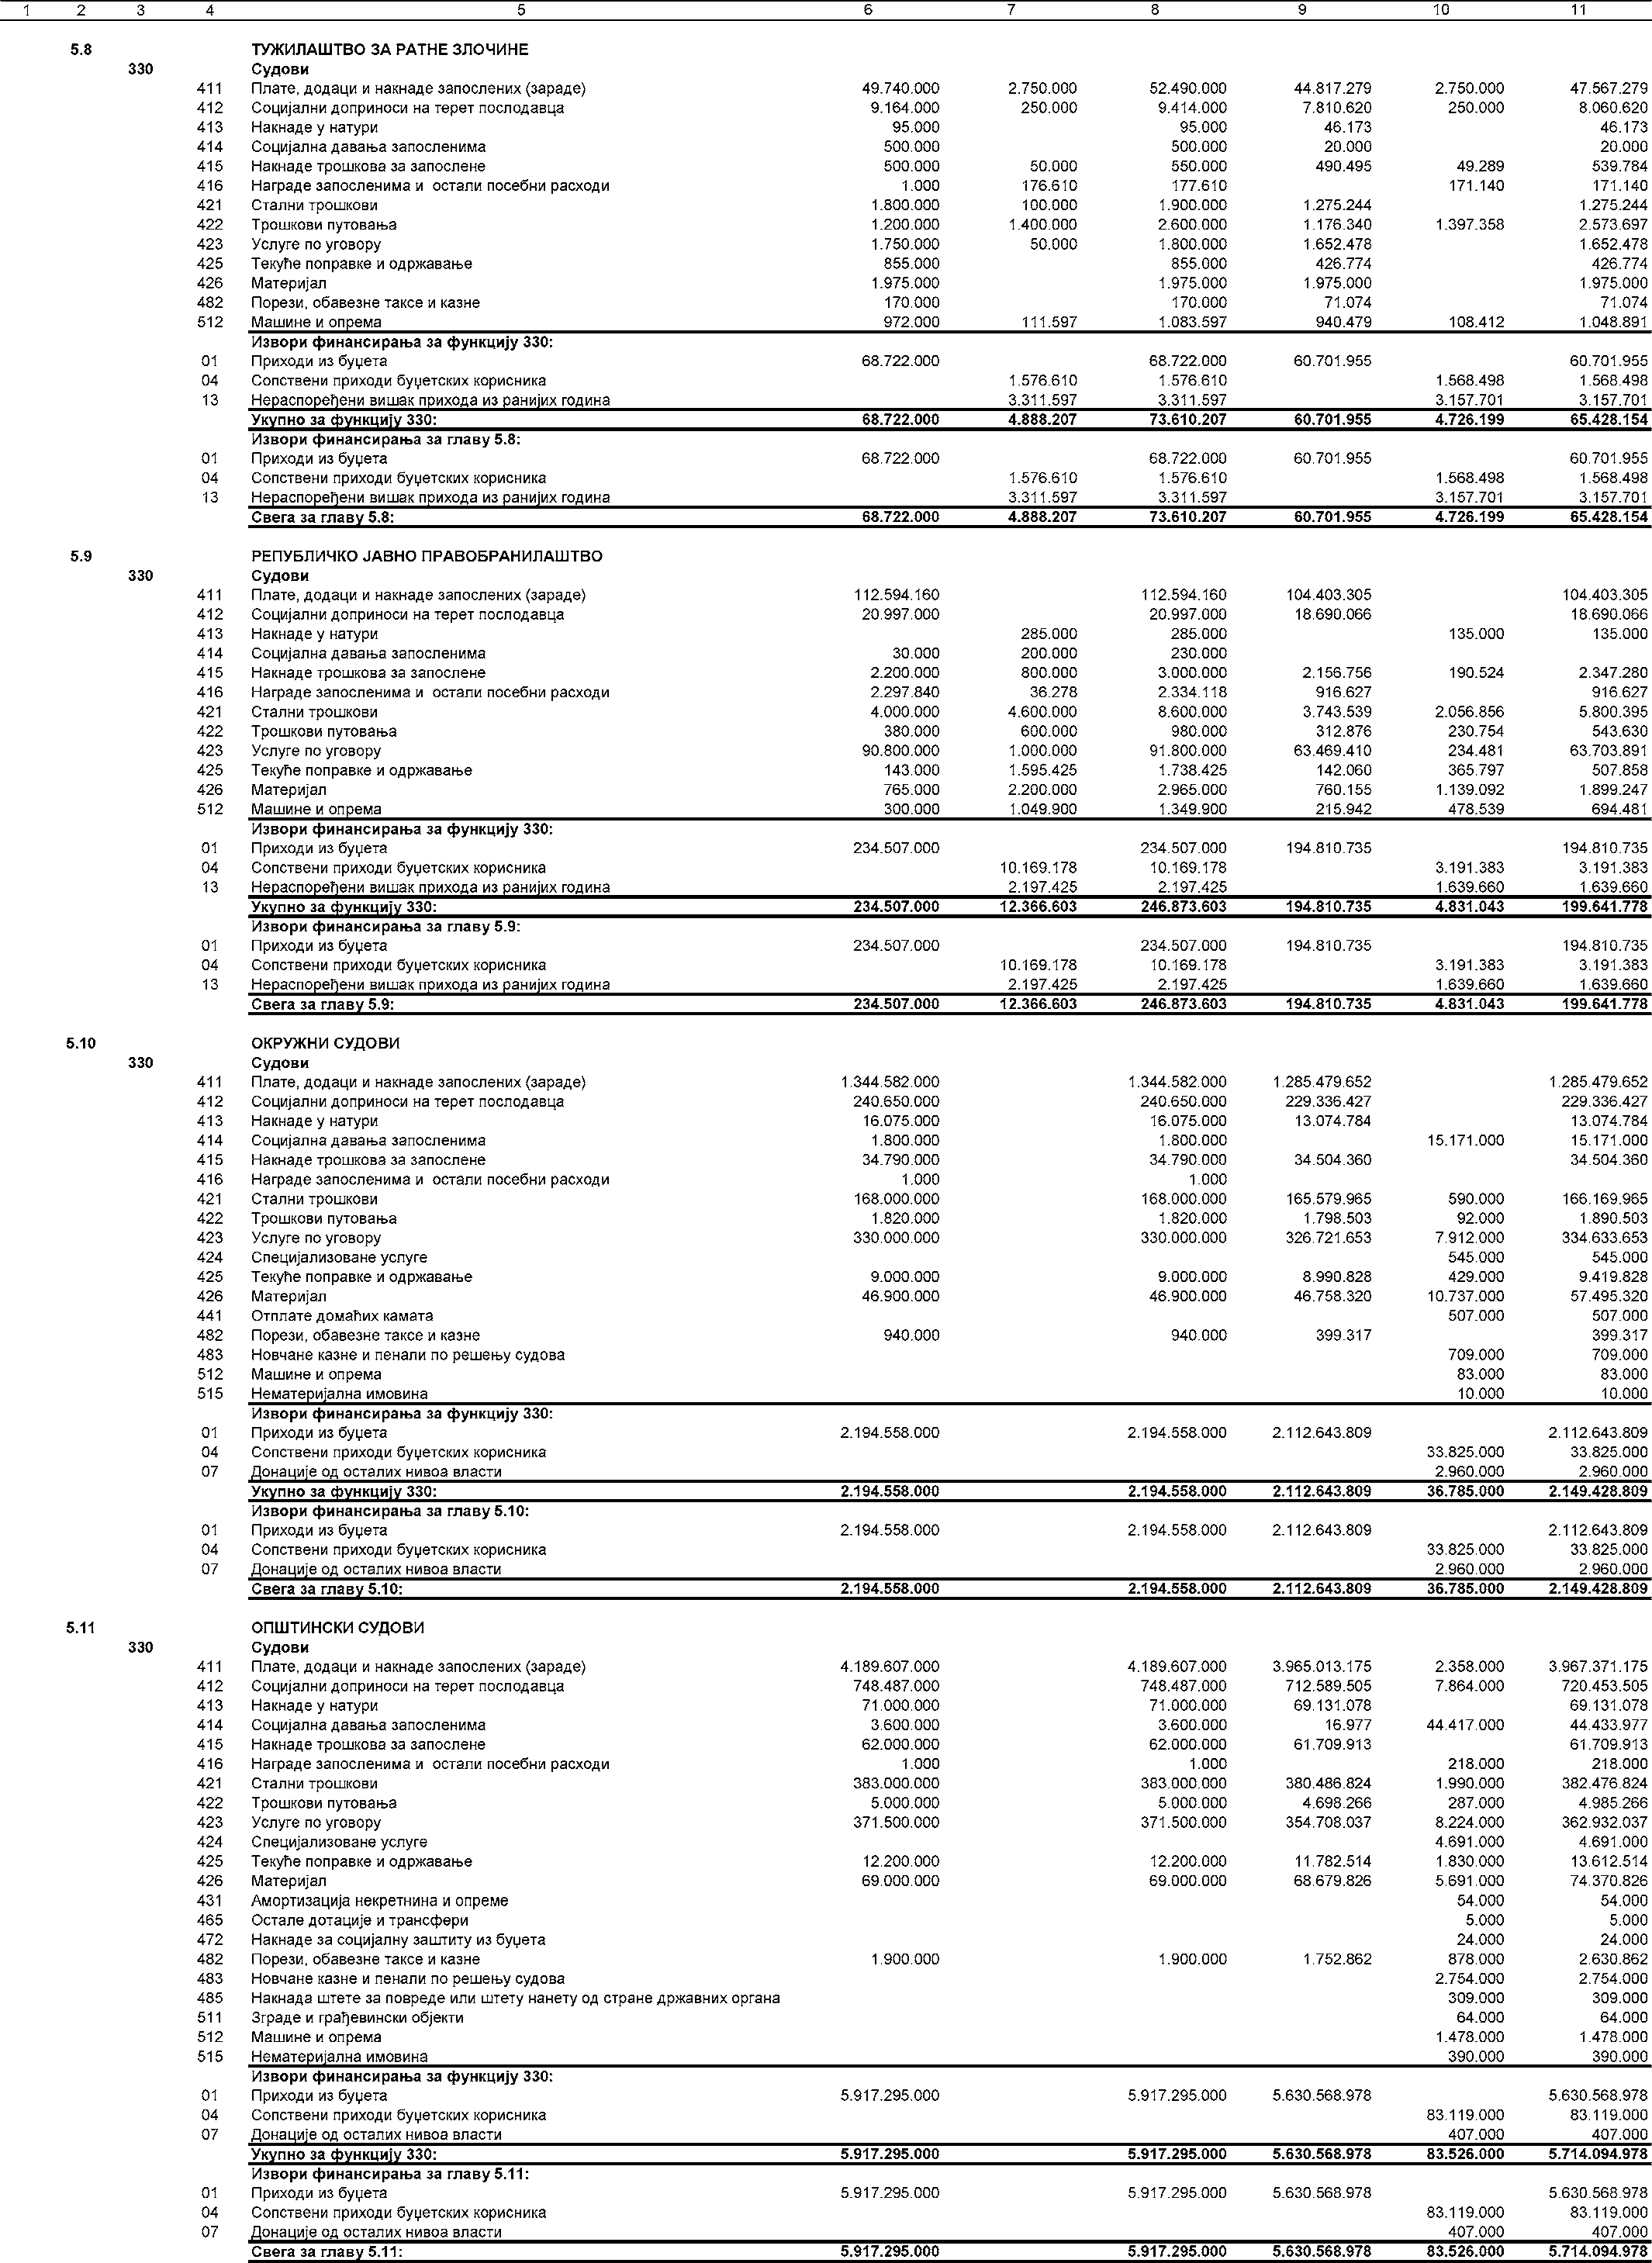 1 2 3 4 5 6 7 8 9 10 11
5.8 ТУЖИЛАШТВО ЗА РАТНЕ ЗЛОЧИНЕ
330 Судови
411 Плате, додаци и накнаде запослених (зараде) 49.740.000 2.750.000 52.490.000 44.817.279 2.750.000 47.567.279
412 Социјални доприноси на терет послодавца 9.164.000 250.000 9.414.000 7.810.620 250.000 8.060.620
413 Накнаде у натури 95.000 95.000 46.173 46.173
414 Социјална давања запосленима 500.000 500.000 20.000 20.000
415 Накнаде трошкова за запослене 500.000 50.000 550.000 490.495 49.289 539.784
416 Награде запосленима и остали посебни расходи 1.000 176.610 177.610 171.140 171.140
421 Стални трошкови 1.800.000 100.000 1.900.000 1.275.244 1.275.244
422 Трошкови путовања 1.200.000 1.400.000 2.600.000 1.176.340 1.397.358 2.573.697
423 Услуге по уговору 1.750.000 50.000 1.800.000 1.652.478 1.652.478
425 Текуће поправке и одржавање 855.000 855.000 426.774 426.774
426 Материјал 1.975.000 1.975.000 1.975.000 1.975.000
482 Порези, обавезне таксе и казне 170.000 170.000 71.074 71.074
512 Машине и опрема 972.000 111.597 1.083.597 940.479 108.412 1.048.891
Извори финансирања за функцију 330:
01 Приходи из буџета 68.722.000 68.722.000 60.701.955 60.701.955
04 Сопствени приходи буџетских корисника 1.576.610 1.576.610 1.568.498 1.568.498
13 Нераспоређени вишак прихода из ранијих година 3.311.597 3.311.597 3.157.701 3.157.701
Укупно за функцију 330: 68.722.000 4.888.207 73.610.207 60.701.955 4.726.199 65.428.154
Извори финансирања за главу 5.8:
01 Приходи из буџета 68.722.000 68.722.000 60.701.955 60.701.955
04 Сопствени приходи буџетских корисника 1.576.610 1.576.610 1.568.498 1.568.498
13 Нераспоређени вишак прихода из ранијих година 3.311.597 3.311.597 3.157.701 3.157.701
Свега за главу 5.8: 68.722.000 4.888.207 73.610.207 60.701.955 4.726.199 65.428.154
5.9 РЕПУБЛИЧКО ЈАВНО ПРАВОБРАНИЛАШТВО
330 Судови
411 Плате, додаци и накнаде запослених (зараде) 112.594.160 112.594.160 104.403.305 104.403.305
412 Социјални доприноси на терет послодавца 20.997.000 20.997.000 18.690.066 18.690.066
413 Накнаде у натури 285.000 285.000 135.000 135.000
414 Социјална давања запосленима 30.000 200.000 230.000
415 Накнаде трошкова за запослене 2.200.000 800.000 3.000.000 2.156.756 190.524 2.347.280
416 Награде запосленима и остали посебни расходи 2.297.840 36.278 2.334.118 916.627 916.627
421 Стални трошкови 4.000.000 4.600.000 8.600.000 3.743.539 2.056.856 5.800.395
422 Трошкови путовања 380.000 600.000 980.000 312.876 230.754 543.630
423 Услуге по уговору 90.800.000 1.000.000 91.800.000 63.469.410 234.481 63.703.891
425 Текуће поправке и одржавање 143.000 1.595.425 1.738.425 142.060 365.797 507.858
426 Материјал 765.000 2.200.000 2.965.000 760.155 1.139.092 1.899.247
512 Машине и опрема 300.000 1.049.900 1.349.900 215.942 478.539 694.481
Извори финансирања за функцију 330:
01 Приходи из буџета 234.507.000 234.507.000 194.810.735 194.810.735
04 Сопствени приходи буџетских корисника 10.169.178 10.169.178 3.191.383 3.191.383
13 Нераспоређени вишак прихода из ранијих година 2.197.425 2.197.425 1.639.660 1.639.660
Укупно за функцију 330: 234.507.000 12.366.603 246.873.603 194.810.735 4.831.043 199.641.778
Извори финансирања за главу 5.9:
01 Приходи из буџета 234.507.000 234.507.000 194.810.735 194.810.735
04 Сопствени приходи буџетских корисника 10.169.178 10.169.178 3.191.383 3.191.383
13 Нераспоређени вишак прихода из ранијих година 2.197.425 2.197.425 1.639.660 1.639.660
Свега за главу 5.9: 234.507.000 12.366.603 246.873.603 194.810.735 4.831.043 199.641.778
5.10 ОКРУЖНИ СУДОВИ
330 Судови
411 Плате, додаци и накнаде запослених (зараде) 1.344.582.000 1.344.582.000 1.285.479.652 1.285.479.652
412 Социјални доприноси на терет послодавца 240.650.000 240.650.000 229.336.427 229.336.427
413 Накнаде у натури 16.075.000 16.075.000 13.074.784 13.074.784
414 Социјална давања запосленима 1.800.000 1.800.000 15.171.000 15.171.000
415 Накнаде трошкова за запослене 34.790.000 34.790.000 34.504.360 34.504.360
416 Награде запосленима и остали посебни расходи 1.000 1.000
421 Стални трошкови 168.000.000 168.000.000 165.579.965 590.000 166.169.965
422 Трошкови путовања 1.820.000 1.820.000 1.798.503 92.000 1.890.503
423 Услуге по уговору 330.000.000 330.000.000 326.721.653 7.912.000 334.633.653
424 Специјализоване услуге 545.000 545.000
425 Текуће поправке и одржавање 9.000.000 9.000.000 8.990.828 429.000 9.419.828
426 Материјал 46.900.000 46.900.000 46.758.320 10.737.000 57.495.320
441 Отплате домаћих камата 507.000 507.000
482 Порези, обавезне таксе и казне 940.000 940.000 399.317 399.317
483 Новчане казне и пенали по решењу судова 709.000 709.000
512 Машине и опрема 83.000 83.000
515 Нематеријална имовина 10.000 10.000
Извори финансирања за функцију 330:
01 Приходи из буџета 2.194.558.000 2.194.558.000 2.112.643.809 2.112.643.809
04 Сопствени приходи буџетских корисника 33.825.000 33.825.000
07 Донације од осталих нивоа власти 2.960.000 2.960.000
Укупно за функцију 330: 2.194.558.000 2.194.558.000 2.112.643.809 36.785.000 2.149.428.809
Извори финансирања за главу 5.10:
01 Приходи из буџета 2.194.558.000 2.194.558.000 2.112.643.809 2.112.643.809
04 Сопствени приходи буџетских корисника 33.825.000 33.825.000
07 Донације од осталих нивоа власти 2.960.000 2.960.000
Свега за главу 5.10: 2.194.558.000 2.194.558.000 2.112.643.809 36.785.000 2.149.428.809
5.11 ОПШТИНСКИ СУДОВИ
330 Судови
411 Плате, додаци и накнаде запослених (зараде) 4.189.607.000 4.189.607.000 3.965.013.175 2.358.000 3.967.371.175
412 Социјални доприноси на терет послодавца 748.487.000 748.487.000 712.589.505 7.864.000 720.453.505
413 Накнаде у натури 71.000.000 71.000.000 69.131.078 69.131.078
414 Социјална давања запосленима 3.600.000 3.600.000 16.977 44.417.000 44.433.977
415 Накнаде трошкова за запослене 62.000.000 62.000.000 61.709.913 61.709.913
416 Награде запосленима и остали посебни расходи 1.000 1.000 218.000 218.000
421 Стални трошкови 383.000.000 383.000.000 380.486.824 1.990.000 382.476.824
422 Трошкови путовања 5.000.000 5.000.000 4.698.266 287.000 4.985.266
423 Услуге по уговору 371.500.000 371.500.000 354.708.037 8.224.000 362.932.037
424 Специјализоване услуге 4.691.000 4.691.000
425 Текуће поправке и одржавање 12.200.000 12.200.000 11.782.514 1.830.000 13.612.514
426 Материјал 69.000.000 69.000.000 68.679.826 5.691.000 74.370.826
431 Амортизација некретнина и опреме 54.000 54.000
465 Остале дотације и трансфери 5.000 5.000
472 Накнаде за социјалну заштиту из буџета 24.000 24.000
482 Порези, обавезне таксе и казне 1.900.000 1.900.000 1.752.862 878.000 2.630.862
483 Новчане казне и пенали по решењу судова 2.754.000 2.754.000
485 Накнада штете за повреде или штету нанету од стране државних органа 309.000 309.000
511 Зграде и грађевински објекти 64.000 64.000
512 Машине и опрема 1.478.000 1.478.000
515 Нематеријална имовина 390.000 390.000
Извори финансирања за функцију 330:
01 Приходи из буџета 5.917.295.000 5.917.295.000 5.630.568.978 5.630.568.978
04 Сопствени приходи буџетских корисника 83.119.000 83.119.000
07 Донације од осталих нивоа власти 407.000 407.000
Укупно за функцију 330: 5.917.295.000 5.917.295.000 5.630.568.978 83.526.000 5.714.094.978
Извори финансирања за главу 5.11:
01 Приходи из буџета 5.917.295.000 5.917.295.000 5.630.568.978 5.630.568.978
04 Сопствени приходи буџетских корисника 83.119.000 83.119.000
07 Донације од осталих нивоа власти 407.000 407.000
Свега за главу 5.11: 5.917.295.000 5.917.295.000 5.630.568.978 83.526.000 5.714.094.978